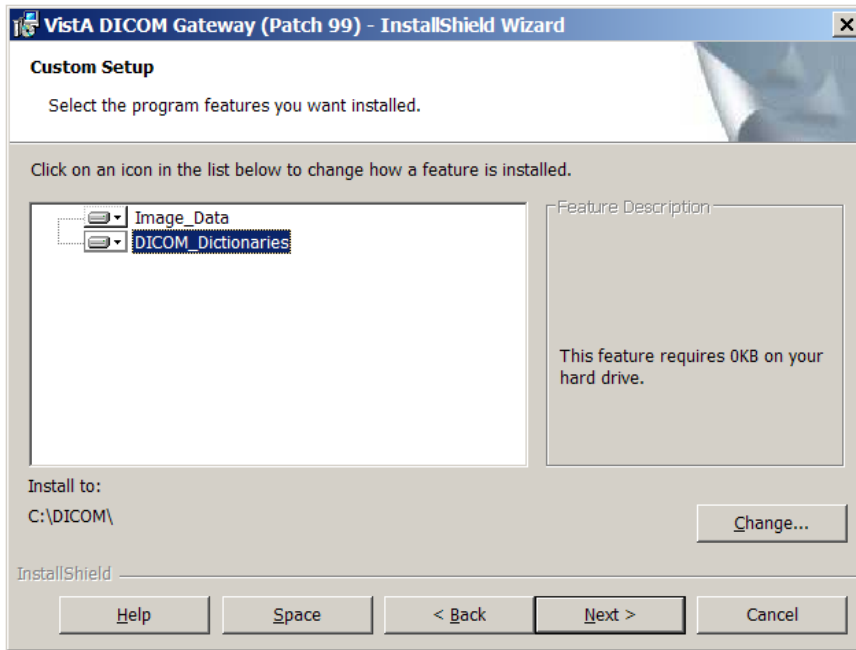 VistA DICOM Gateway (Patch 99) - InstallShield Wizard
Custom Setup
Select the program features you want installed.
Click on an icon in the list below to change how a feature is installed.
Image_Data
DICOM_Dictionaries
Feature Description
This feature requires 0KB on your
hard drive.
Install to:
C:\DICOM\
Change...
InstallShield
Help
Space
< Back
Next >
Cancel